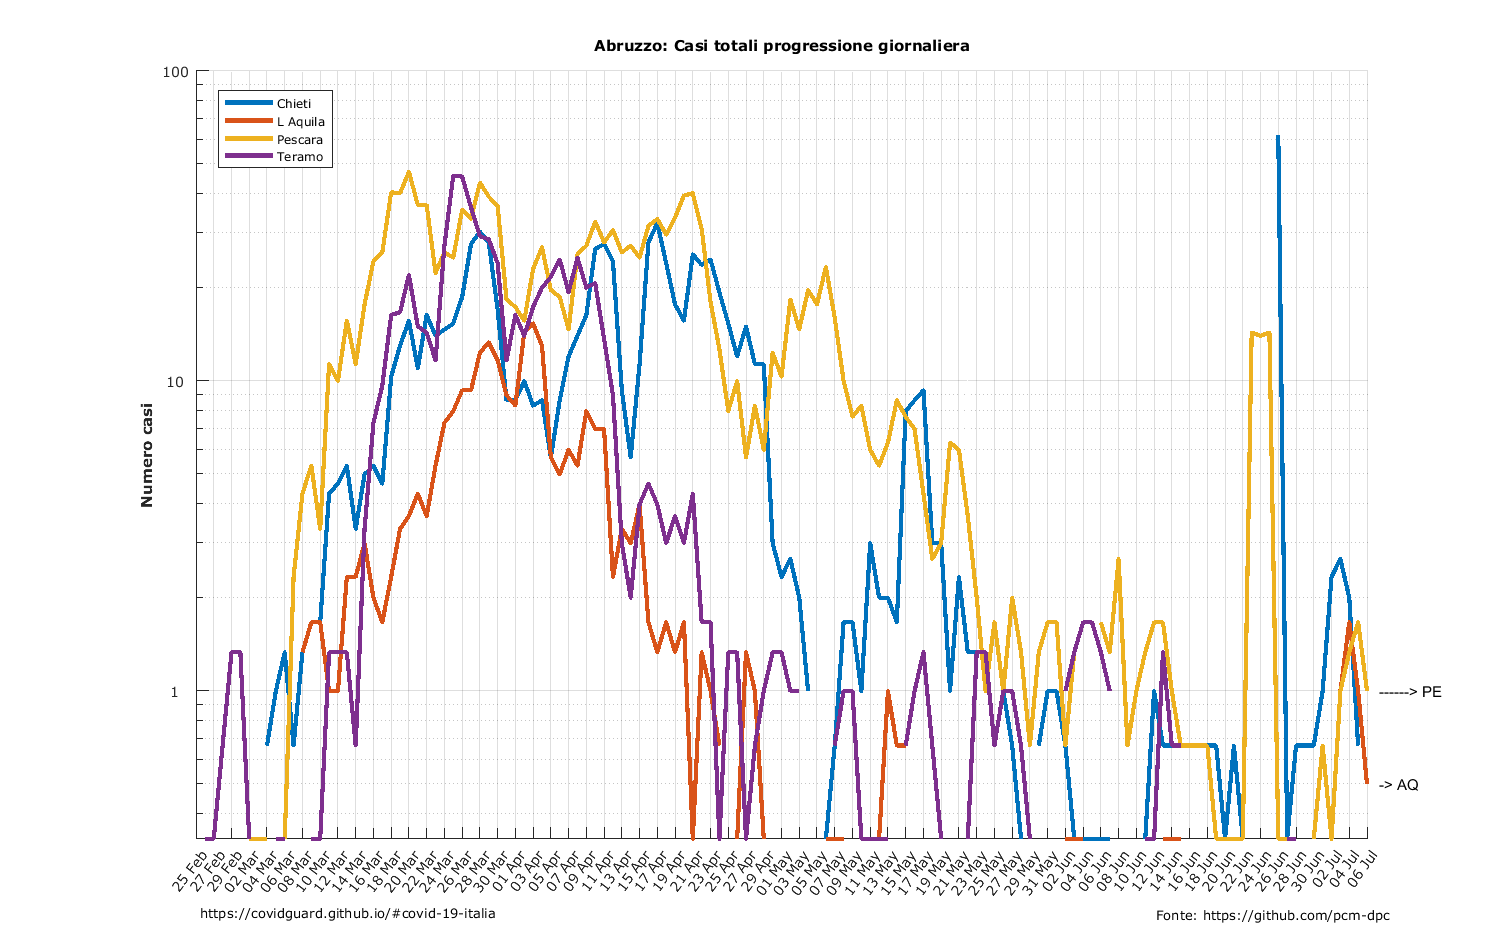 Abruzzo: Casi totali progressione giornaliera
100
Chieti
L Aquila
Pescara
Teramo
10
Numero casi
1
------> PE
-> AQ
25 Feb
27 Feb
29 Feb
02 Mar
04 Mar
06 Mar
08 Mar
10 Mar
12 Mar
14 Mar
16 Mar
18 Mar
20 Mar
22 Mar
24 Mar
26 Mar
28 Mar
30 Mar
01 Apr
03 Apr
05 Apr
07 Apr
09 Apr
11 Apr
13 Apr
15 Apr
17 Apr
19 Apr
21 Apr
23 Apr
25 Apr
27 Apr
29 Apr
01 May
03 May
05 May
07 May
09 May
11 May
13 May
15 May
17 May
19 May
21 May
23 May
25 May
27 May
29 May
31 May
02 Jun
04 Jun
06 Jun
08 Jun
10 Jun
12 Jun
14 Jun
16 Jun
18 Jun
20 Jun
22 Jun
24 Jun
26 Jun
28 Jun
30 Jun
02 Jul
04 Jul
06 Jul
https://covidguard.github.io/#covid-19-italia
Fonte: https://github.com/pcm-dpc